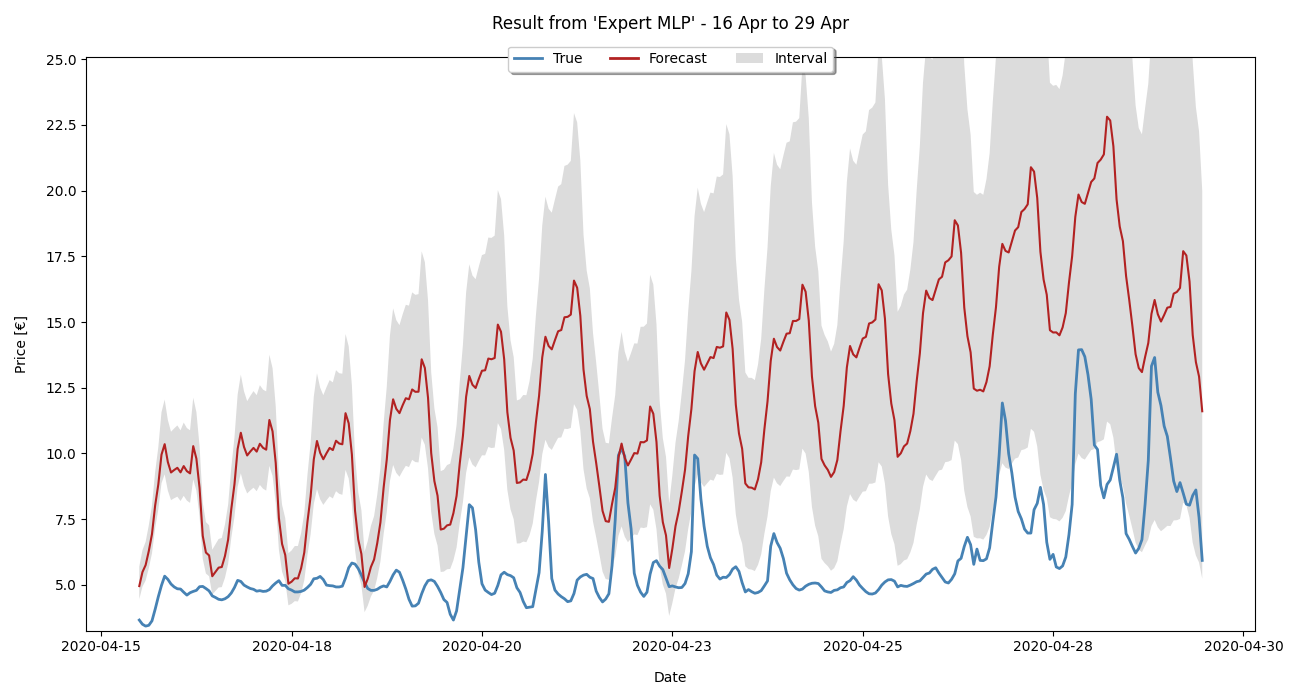 Result from 'Expert MLP' - 16 Apr to 29 Apr
True Forecast Interval
25.0
22.5
20.0
17.5
15.0
12.5
10.0
7.5
5.0
Price [€]
2020-04-15 2020-04-18 2020-04-20 2020-04-23 2020-04-25 2020-04-28 2020-04-30
Date